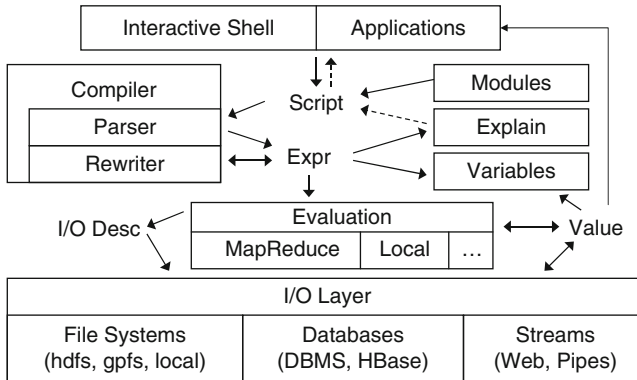 Interactive Shell
Applications
Compiler
Script
Modules
Parser
Explain
Rewriter
Expr
Variables
I/O Desc
Evaluation
Value
MapReduce
Local
...
I/O Layer
File Systems
(hdfs, gpfs, local)
Databases
(DBMS, HBase)
Streams
(Web, Pipes)